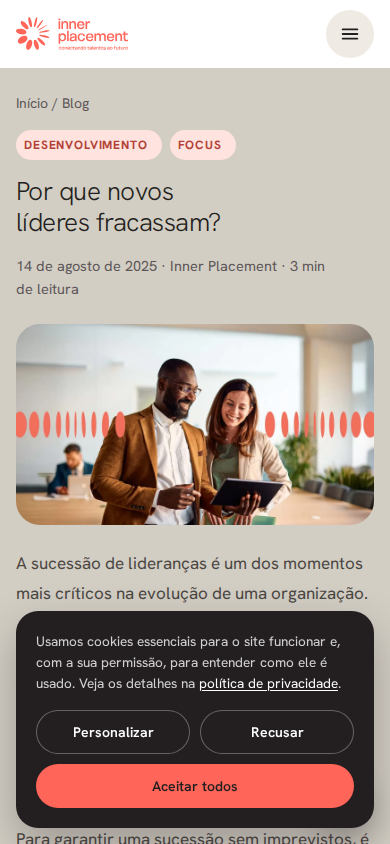 inner
placement
conectando talentos ao futuro
Início / Blog
DESENVOLVIMENTO
FOCUS
Por que novos
líderes fracassam?
14 de agosto de 2025 · Inner Placement · 3 min
de leitura
A sucessão de lideranças é um dos momentos
mais críticos na evolução de uma organização.
Usamos cookies essenciais para o site funcionar e,
com a sua permissão, para entender como ele é
usado. Veja os detalhes na política de privacidade.
Personalizar
Recusar
Aceitar todos
Para garantir uma sucessão sem imprevistos, é